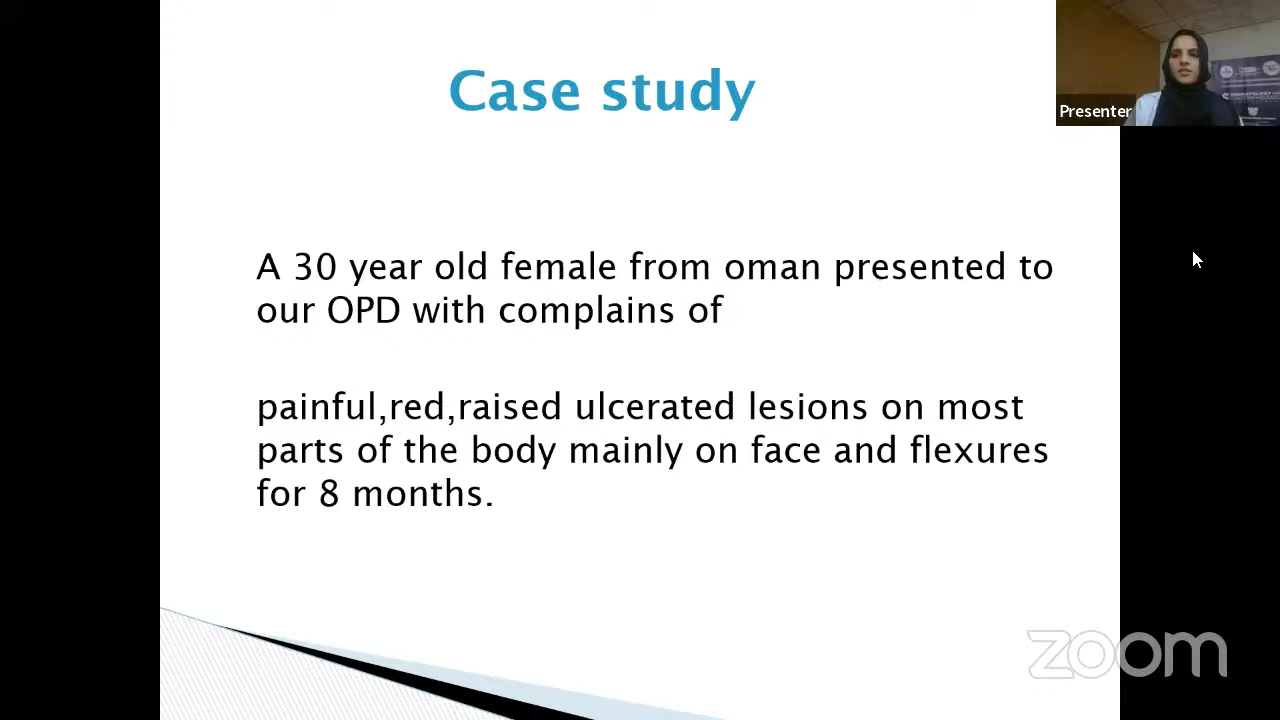 Case study
Presenter
A 30 year old female from oman presented to
our OPD with complains of
painful,red,raised ulcerated lesions on most
parts of the body mainly on face and flexures
for 8 months.
zoom